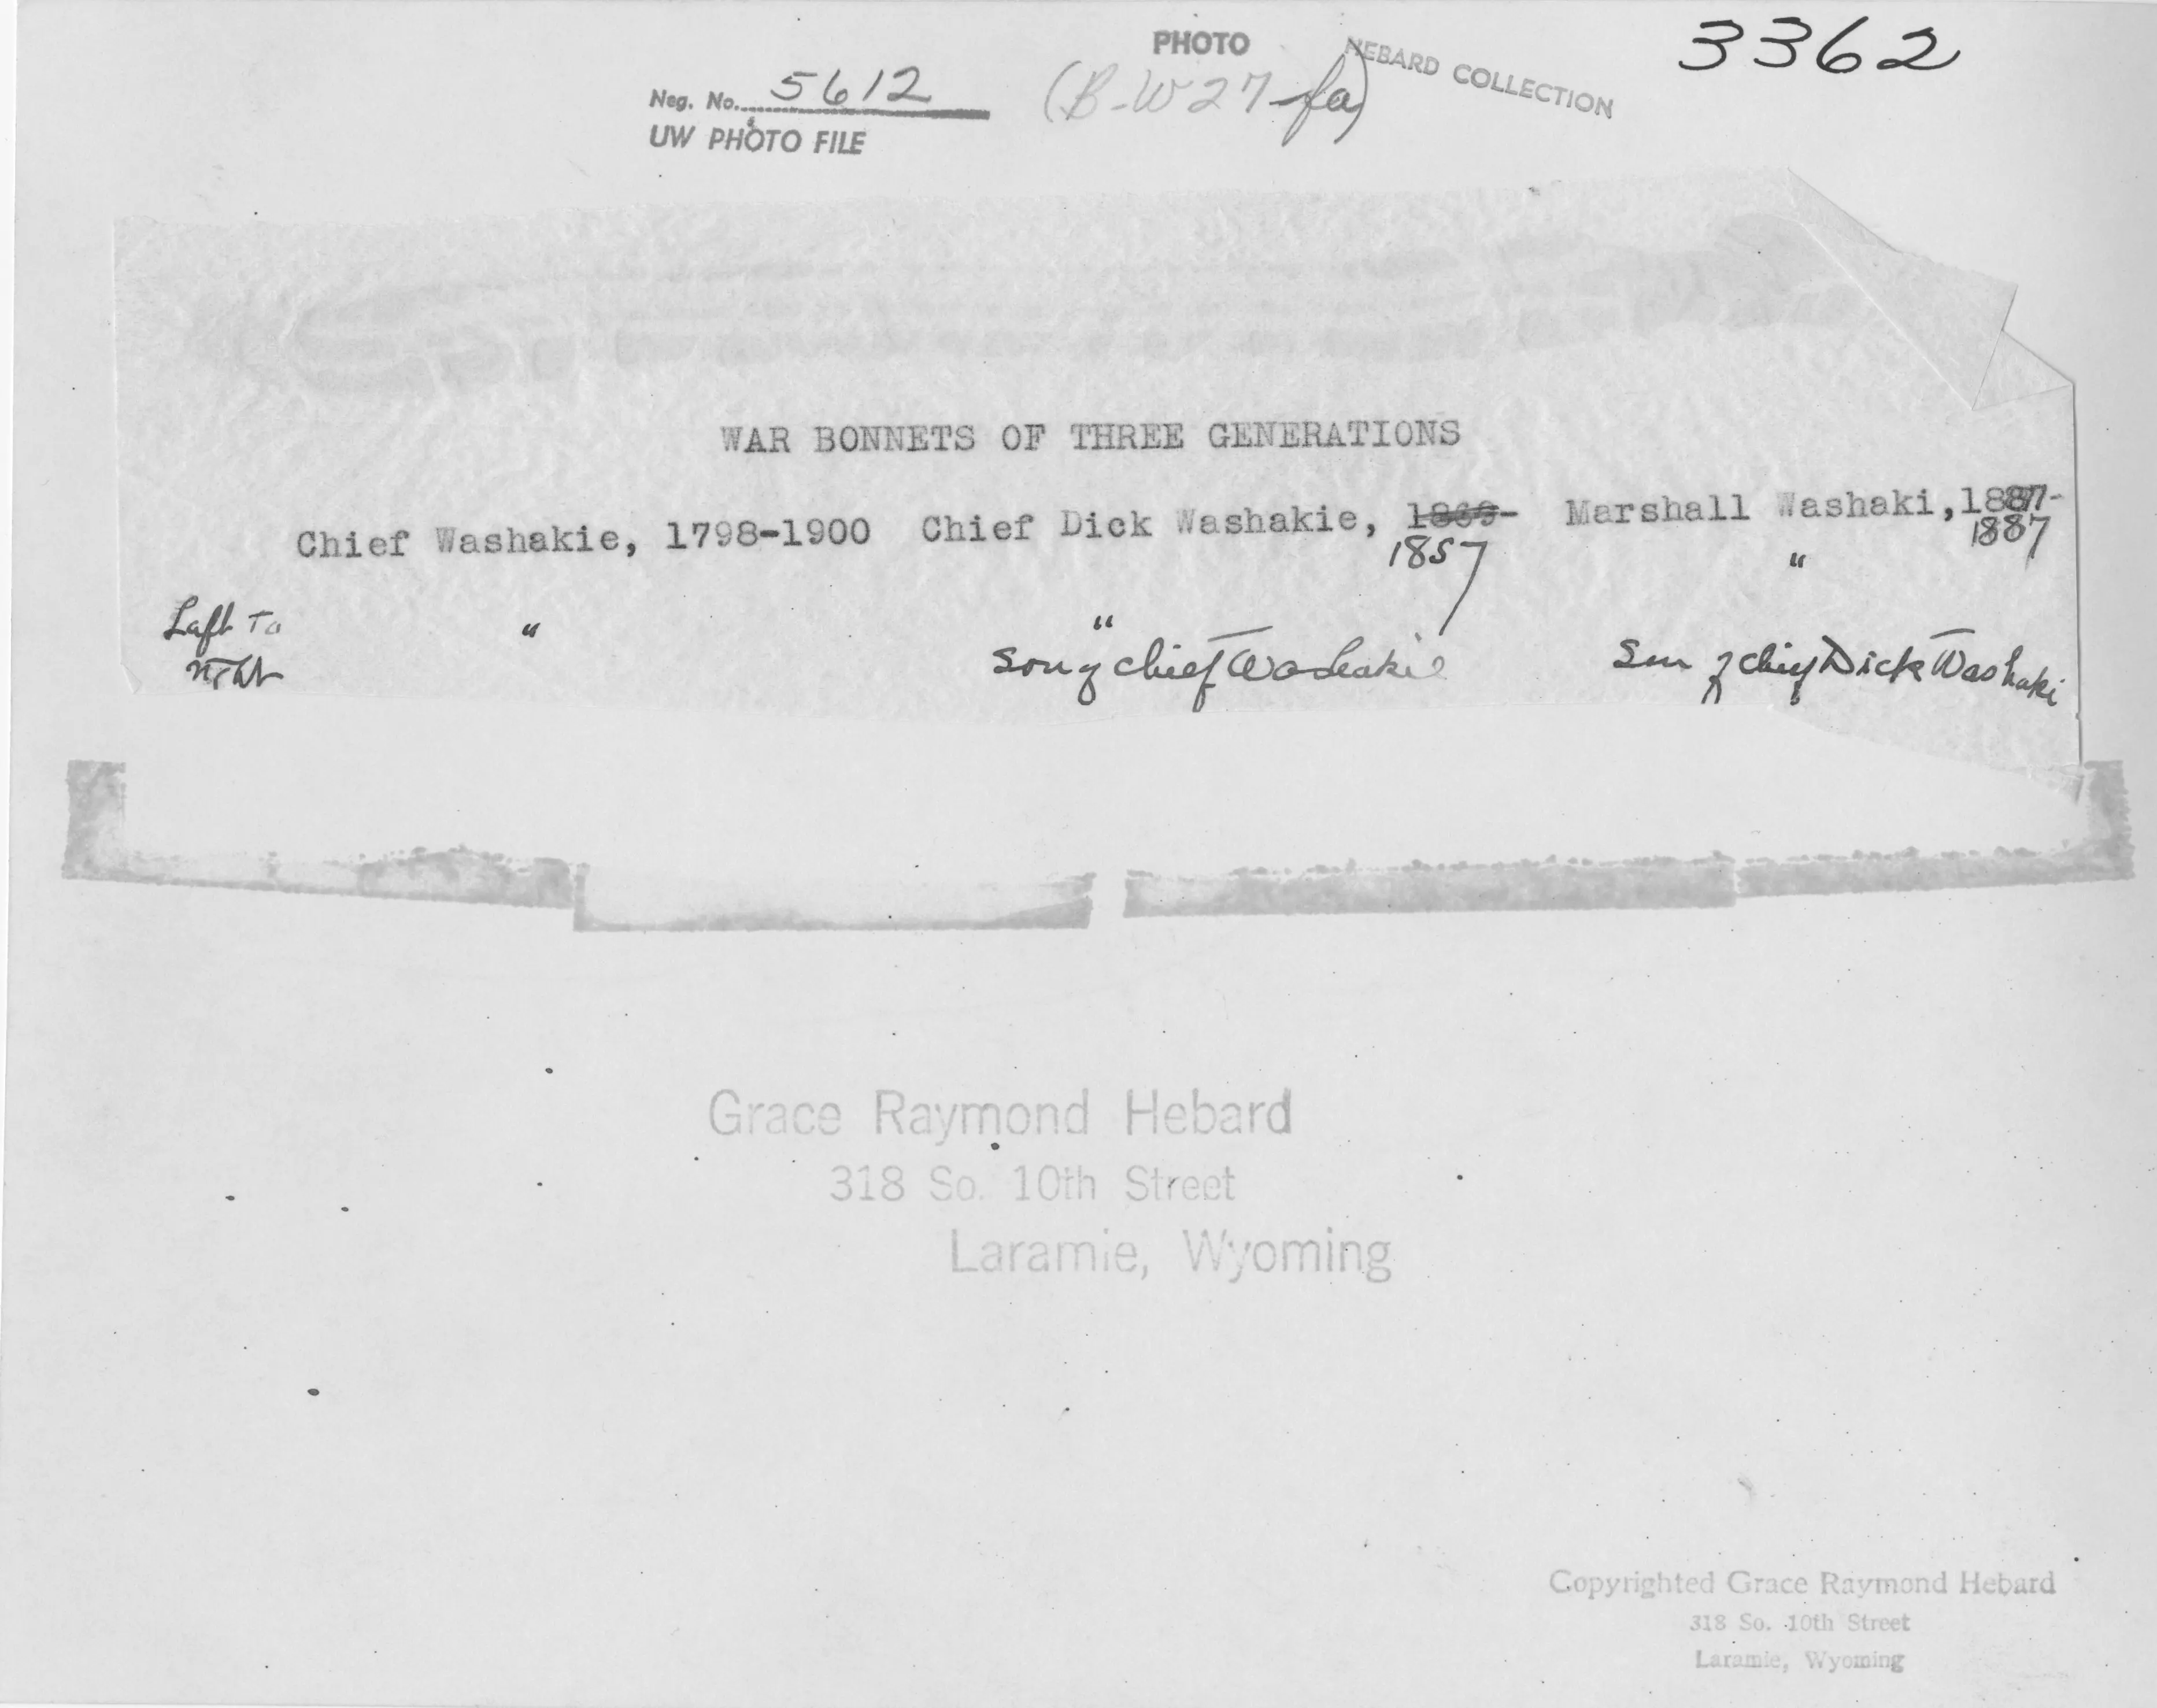 3362
PHOTO
HEBARD COLLECTION
Neg. No. 5612
(B-W27-fa)
UW PHOTO FILE
WAR BONNETS OF THREE GENERATIONS
Chief Washakie, 1798-1900 Chief Dick Washakie, 1869- Marshall Washaki, 1887-
1857 1887
Left To " " "
right son of chief Washakie Son of chief Dick Washaki
Grace Raymond Hebard
318 So. 10th Street
Laramie, Wyoming
Copyrighted Grace Raymond Hebard
318 So. 10th Street
Laramie, Wyoming